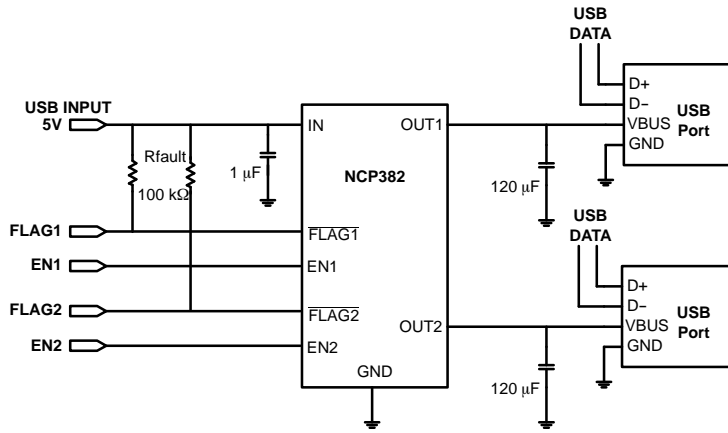 USB
DATA
D+
D−
VBUS
GND
USB
Port
USB INPUT
5V
IN
OUT1
Rfault
100 kΩ
1 μF
NCP382
120 μF
FLAG1
FLAG1
EN1
EN1
FLAG2
FLAG2
EN2
EN2
OUT2
GND
USB
DATA
D+
D−
VBUS
GND
USB
Port
120 μF